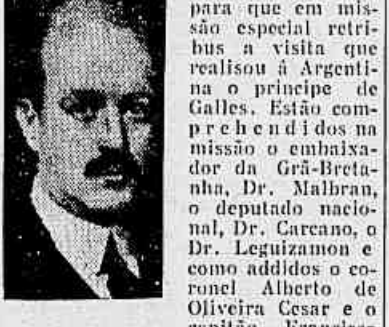 para que em mis-
são especial retri-
bus a visita que
realisou á Argenti-
na o principe de
Galles. Estão com-
prehendidos na
missão o embaixa-
dor da Grã-Breta-
nha, Dr. Malbran,
o deputado nacio-
nal, Dr. Carcano, o
Dr. Leguizamon e
como addidos o co-
ronel Alberto de
Oliveira Cesar e o
capitão